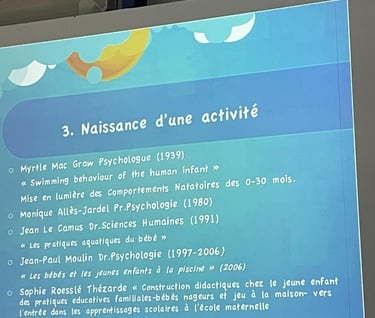 3. Naissance d'une activité
Myrtle Mac Graw Psychologue (1939)
« Swimming behaviour of the human infant »
Mise en lumière des Comportements Natatoires des 0-30 mois.
Monique Allès-Jardel Pr.Psychologie (1980)
Jean Le Camus Dr.Sciences Humaines (1991)
« Les pratiques aquatiques du bébé »
Jean-Paul Moulin Dr.Psychologie (1997-2006)
« Les bébés et les jeunes enfants à la piscine » (2006)
Sophie Roesslé Thézarde « Construction didactiques chez le jeune enfant
des pratiques educatives familiales-bébés nageurs et jeu à la maison- vers
l'entrée dans les apprentissages scolaires à l'école maternelle